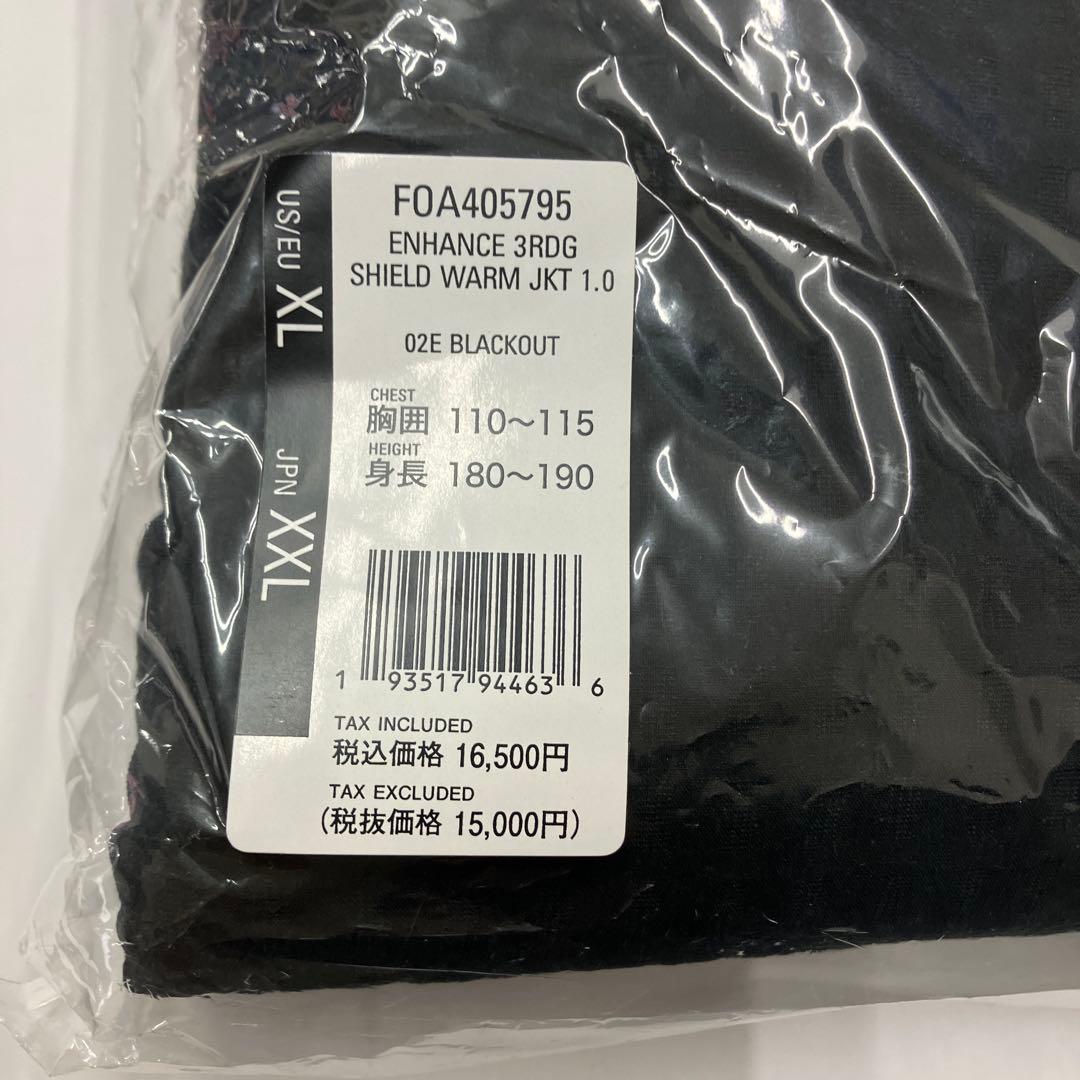 US/EU XL
JPN XXL
FOA405795
ENHANCE 3RDG
SHIELD WARM JKT 1.0
02E BLACKOUT
CHEST
胸囲 110～115
HEIGHT
身長 180～190
1 93517 94463 6
TAX INCLUDED
税込価格 16,500円
TAX EXCLUDED
(税抜価格 15,000円)